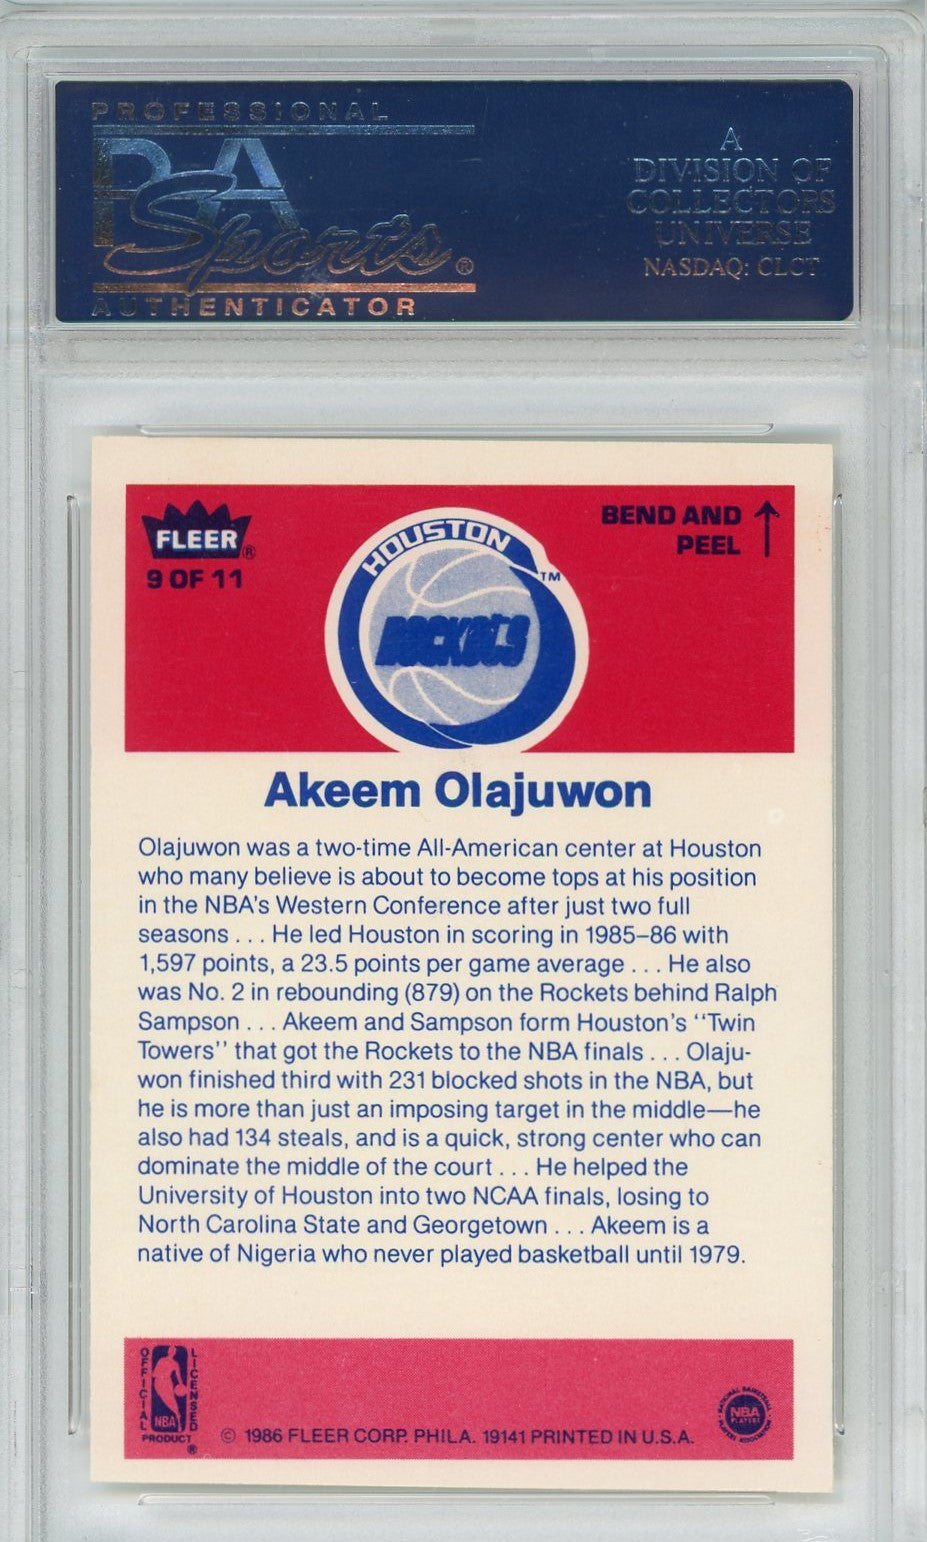 PROFESSIONAL
PSA
Sports®
AUTHENTICATOR
A
DIVISION OF
COLLECTORS
UNIVERSE
NASDAQ: CLCT
FLEER®
9 OF 11
HOUSTON
ROCKETS
TM
BEND AND
PEEL
Akeem Olajuwon
Olajuwon was a two-time All-American center at Houston
who many believe is about to become tops at his position
in the NBA's Western Conference after just two full
seasons . . . He led Houston in scoring in 1985–86 with
1,597 points, a 23.5 points per game average . . . He also
was No. 2 in rebounding (879) on the Rockets behind Ralph
Sampson . . . Akeem and Sampson form Houston's ''Twin
Towers'' that got the Rockets to the NBA finals . . . Olaju-
won finished third with 231 blocked shots in the NBA, but
he is more than just an imposing target in the middle—he
also had 134 steals, and is a quick, strong center who can
dominate the middle of the court . . . He helped the
University of Houston into two NCAA finals, losing to
North Carolina State and Georgetown . . . Akeem is a
native of Nigeria who never played basketball until 1979.
OFFICIAL
LICENSED
NBA
PRODUCT
®
© 1986 FLEER CORP. PHILA. 19141 PRINTED IN U.S.A.
NATIONAL BASKETBALL
NBA
PLAYERS
PLAYERS ASSOCIATION